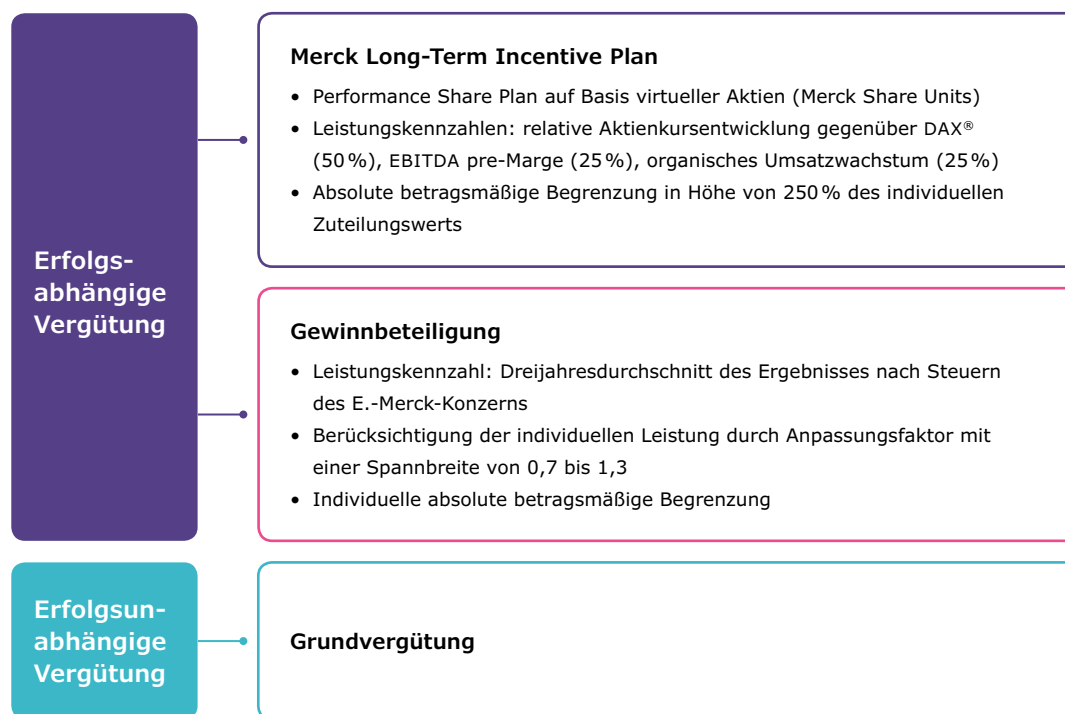 Erfolgs-
abhängige
Vergütung
Merck Long-Term Incentive Plan
• Performance Share Plan auf Basis virtueller Aktien (Merck Share Units)
• Leistungskennzahlen: relative Aktienkursentwicklung gegenüber DAX®
(50 %), EBITDA pre-Marge (25 %), organisches Umsatzwachstum (25 %)
• Absolute betragsmäßige Begrenzung in Höhe von 250 % des individuellen
Zuteilungswerts
Gewinnbeteiligung
• Leistungskennzahl: Dreijahresdurchschnitt des Ergebnisses nach Steuern
des E.-Merck-Konzerns
• Berücksichtigung der individuellen Leistung durch Anpassungsfaktor mit
einer Spannbreite von 0,7 bis 1,3
• Individuelle absolute betragsmäßige Begrenzung
Erfolgsun-
abhängige
Vergütung
Grundvergütung